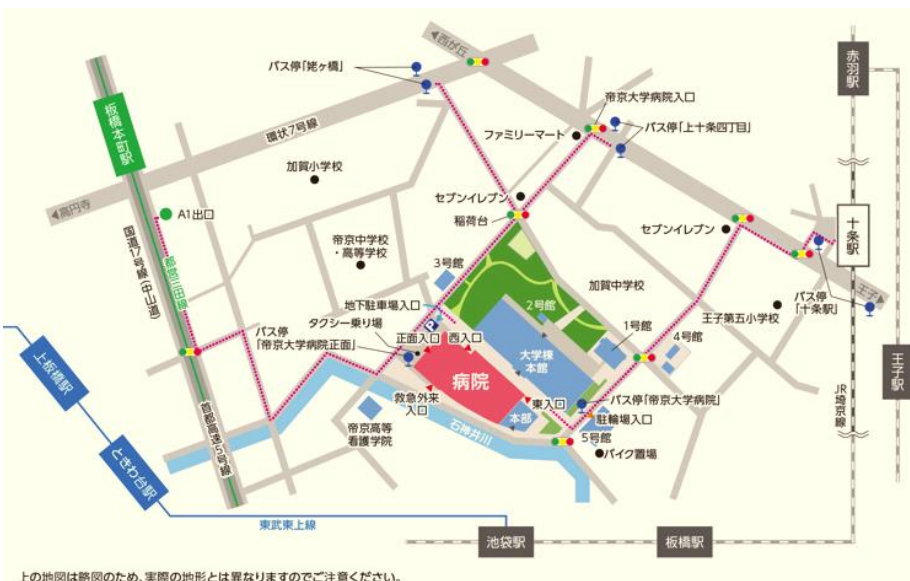 西が丘
バス停「姥ヶ橋」
赤羽駅
帝京大学病院入口
板橋本町駅
バス停「上十条四丁目」
環状7号線
ファミリーマート
加賀小学校
高円寺
A1出口
セブンイレブン
稲荷台
セブンイレブン
十条駅
国道17号線(中山道)
都営三田線
帝京中学校
・高等学校
3号館
加賀中学校
王子
地下駐車場入口
2号館
バス停
「十条駅」
タクシー乗り場
王子第五小学校
バス停
「帝京大学病院正面」
正面入口
西入口
1号館
4号館
大学棟
本館
王子駅
上板橋駅
病院
JR埼京線
救急外来
入口
東入口
バス停「帝京大学病院」
本部
駐輪場入口
首都高速5号線
帝京高等
看護学院
石神井川
5号館
バイク置場
ときわ台駅
東武東上線
池袋駅
板橋駅
上の地図は略図のため、実際の地形とは異なりますのでご注意ください。
P